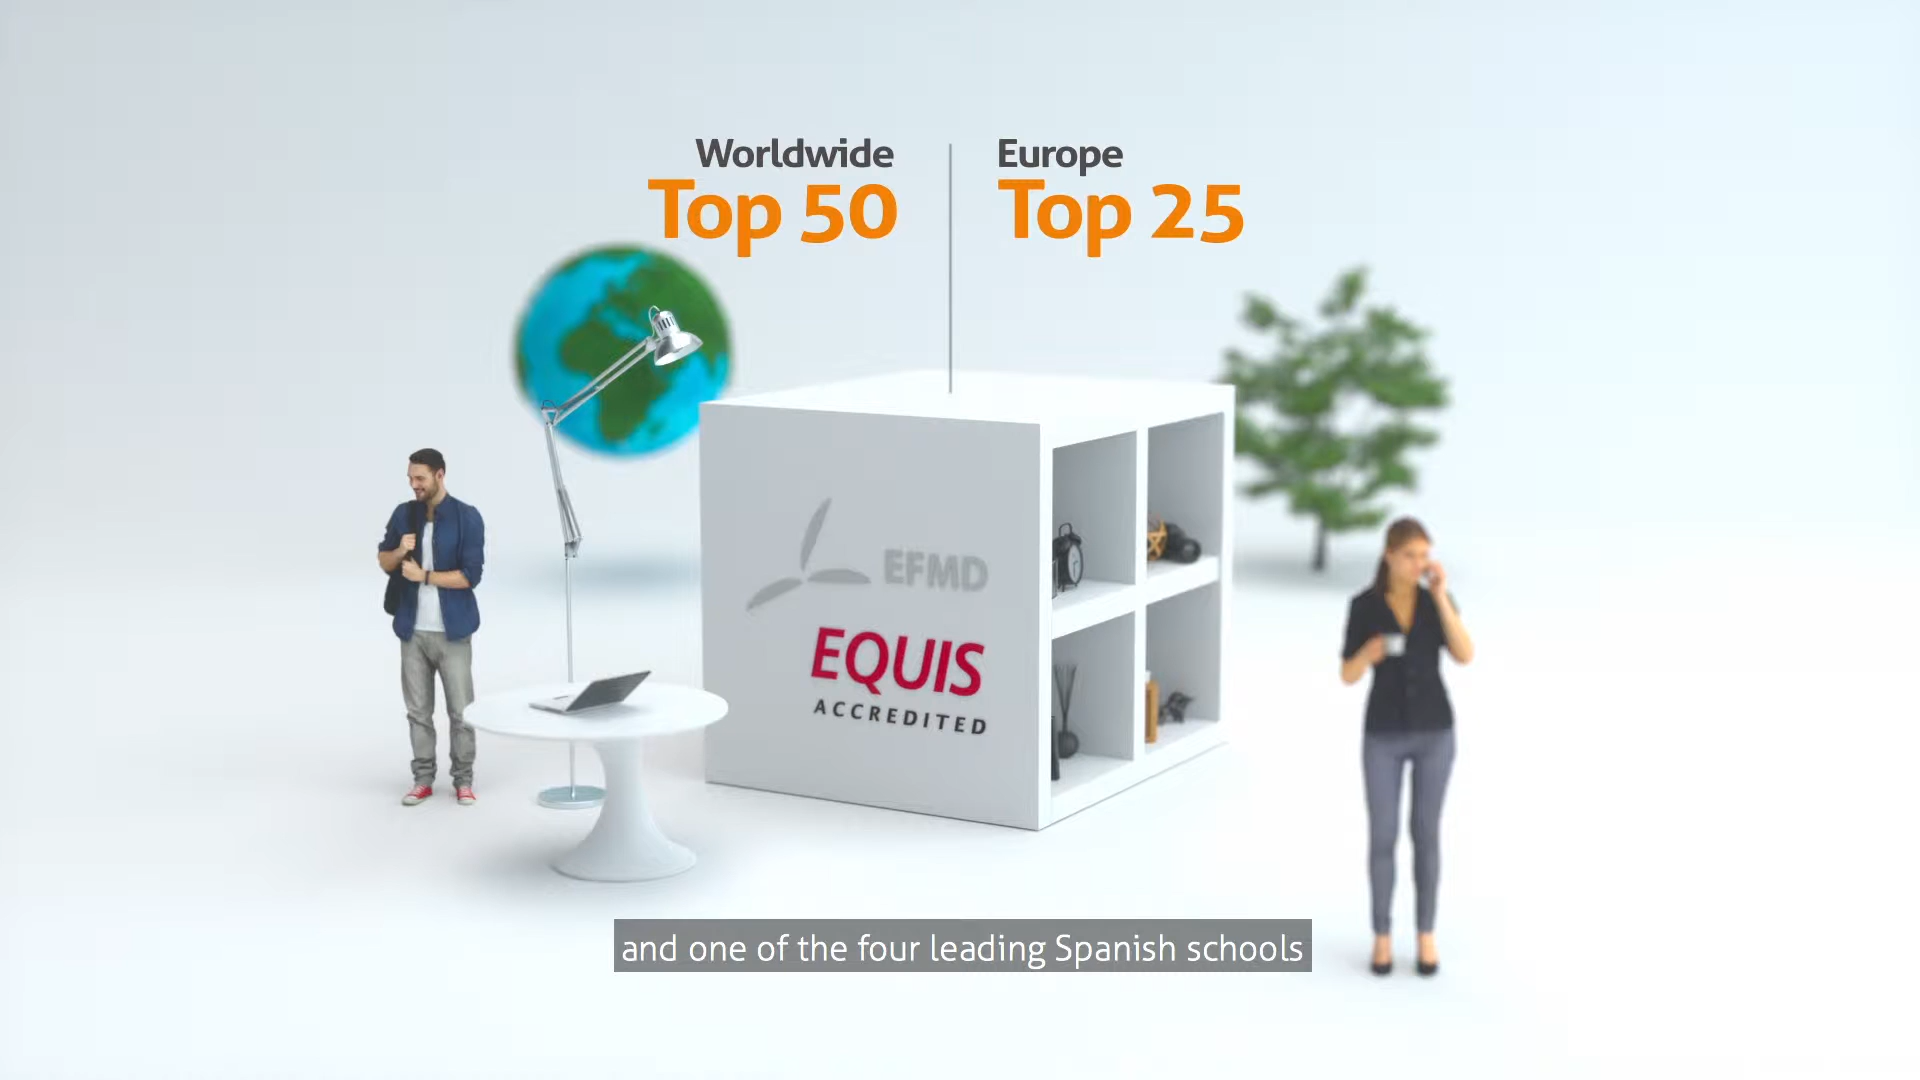 Worldwide
Top 50
Europe
Top 25
EFMD
EQUIS
ACCREDITED
and one of the four leading Spanish schools